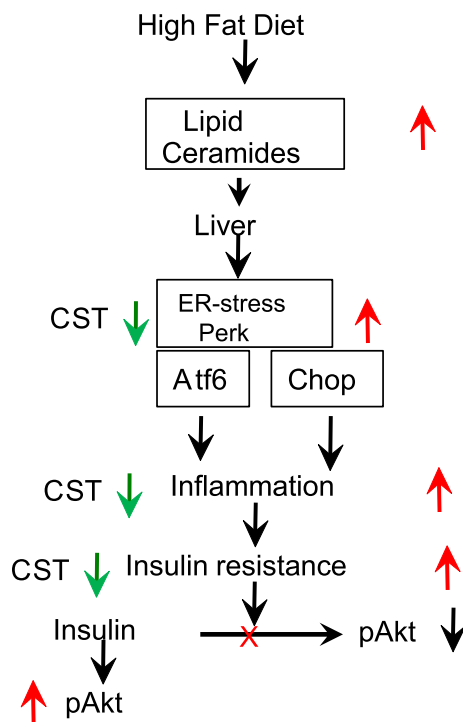 High Fat Diet
Lipid
Ceramides
Liver
CST
ER-stress
Perk
Atf6
Chop
CST
Inflammation
CST
Insulin resistance
Insulin
X
pAkt
pAkt